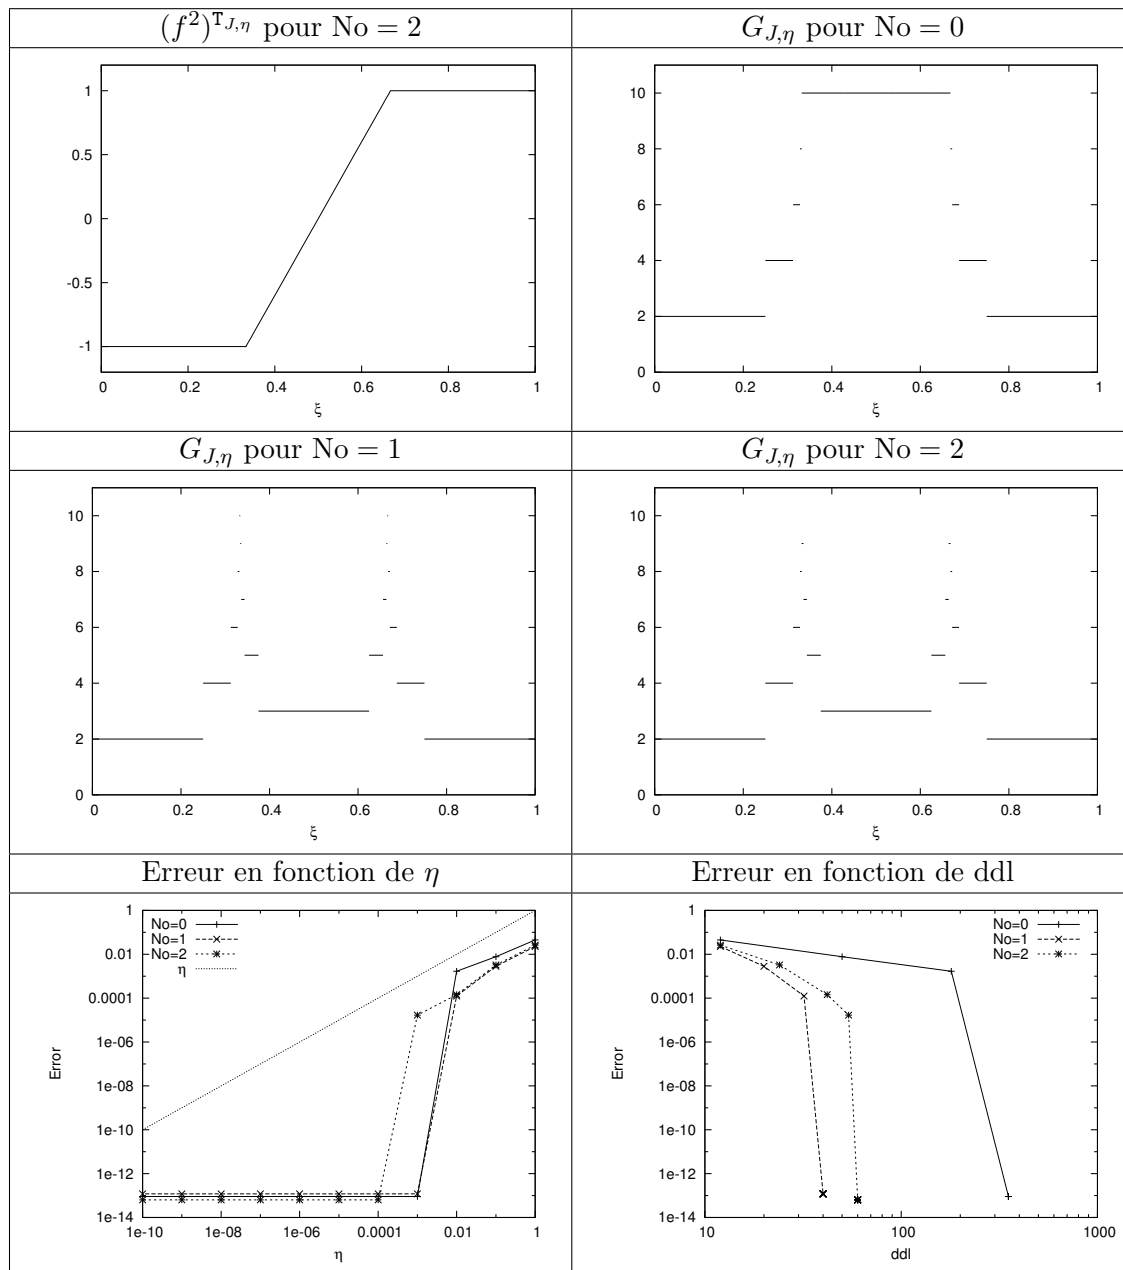 (f²)^{T_{J,η}} pour No = 2
G_{J,η} pour No = 0
1
0.5
0
-0.5
-1
0 0.2 0.4 0.6 0.8 1
ξ
10
8
6
4
2
0
0 0.2 0.4 0.6 0.8 1
ξ
G_{J,η} pour No = 1
G_{J,η} pour No = 2
10
8
6
4
2
0
0 0.2 0.4 0.6 0.8 1
ξ
10
8
6
4
2
0
0 0.2 0.4 0.6 0.8 1
ξ
Erreur en fonction de η
Erreur en fonction de ddl
1
0.01
0.0001
1e-06
1e-08
1e-10
1e-12
1e-14
Error
No=0
No=1
No=2
η
1e-10 1e-08 1e-06 0.0001 0.01 1
η
1
0.01
0.0001
1e-06
1e-08
1e-10
1e-12
1e-14
Error
No=0
No=1
No=2
10 100 1000
ddl